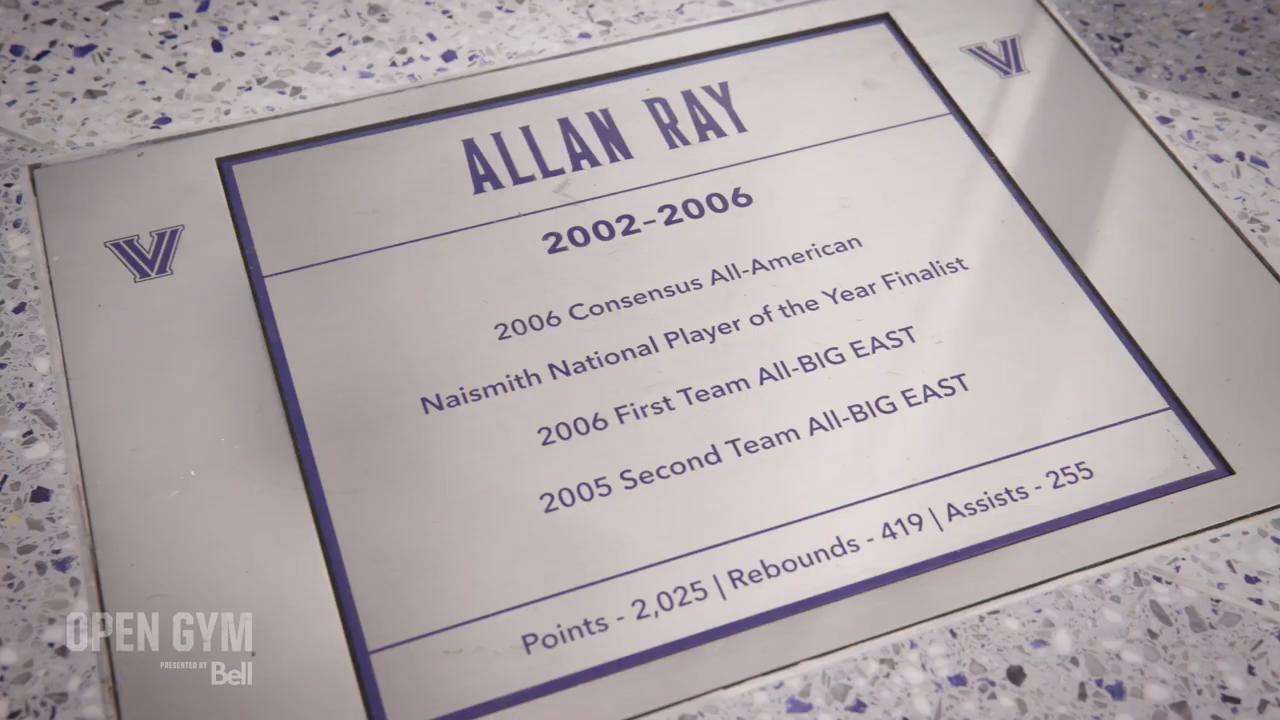 ALLAN RAY
2002-2006
2006 Consensus All-American
Naismith National Player of the Year Finalist
2006 First Team All-BIG EAST
2005 Second Team All-BIG EAST
Points - 2,025 | Rebounds - 419 | Assists - 255
V
V
OPEN GYM
PRESENTED BY
Bell